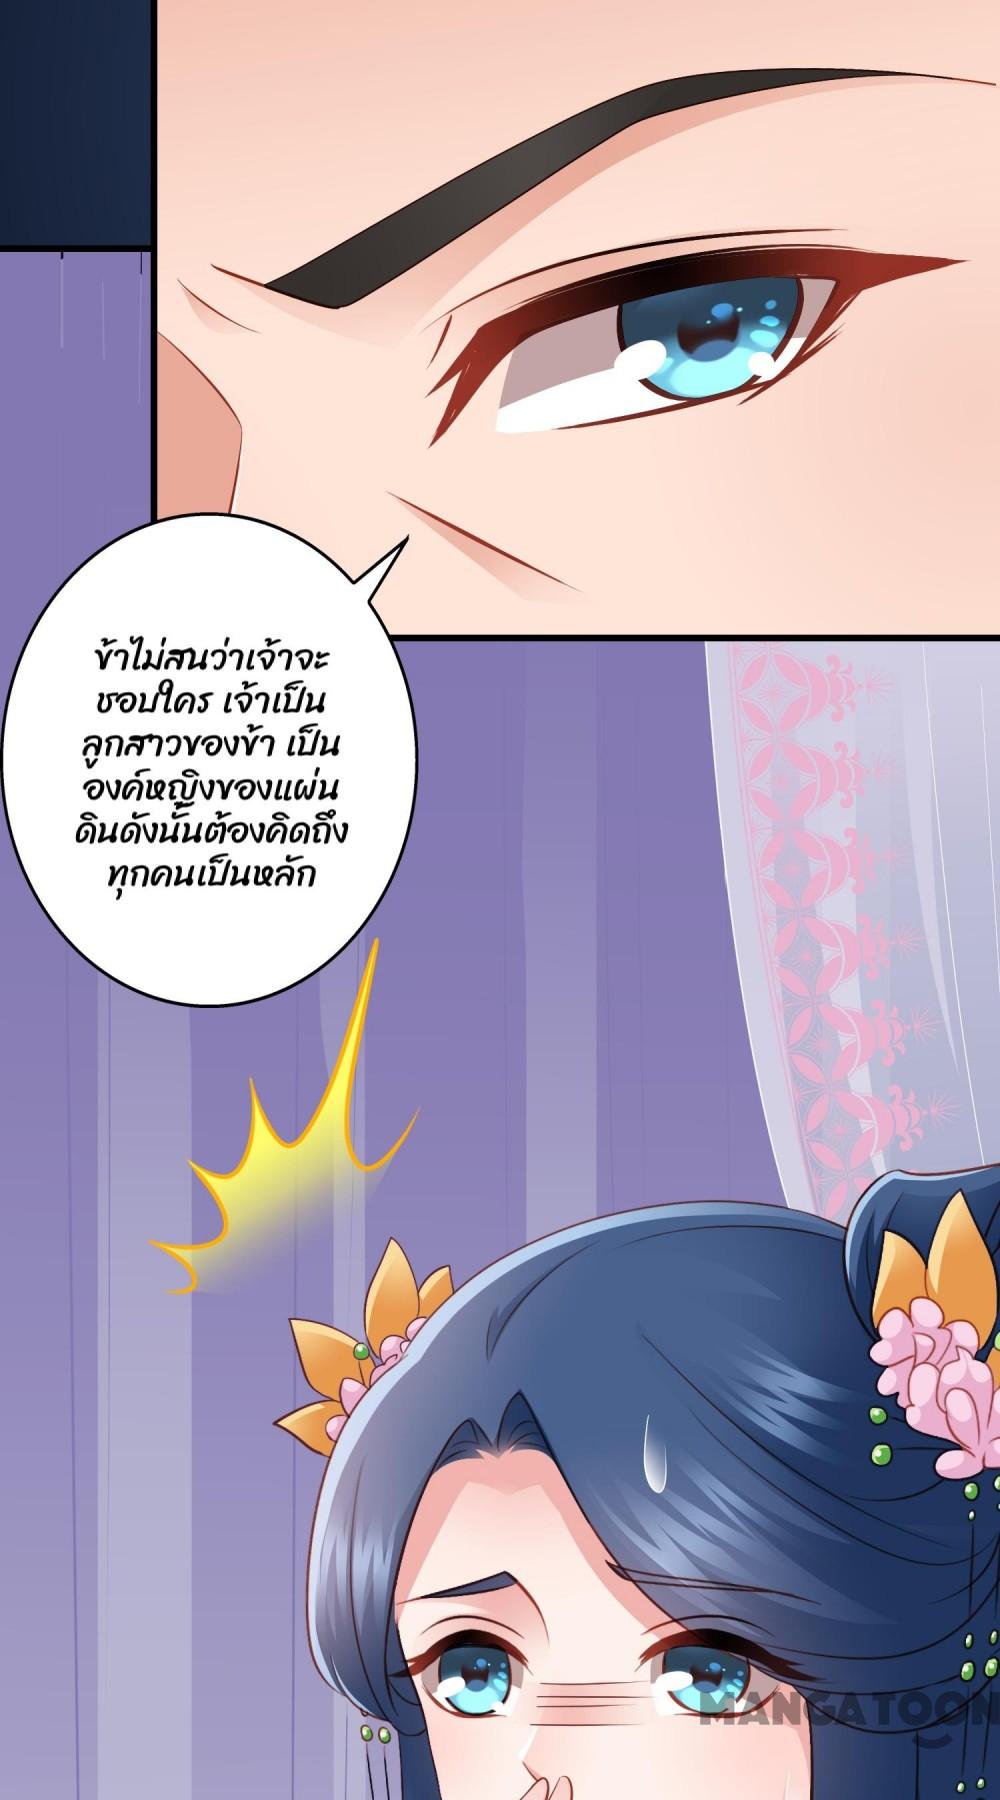 ข้าไม่สนว่าเจ้าจะ
ชอบใคร เจ้าเป็น
ลูกสาวของข้า เป็น
องค์หญิงของแผ่น
ดินดังนั้นต้องคิดถึง
ทุกคนเป็นหลัก
MANGATOON